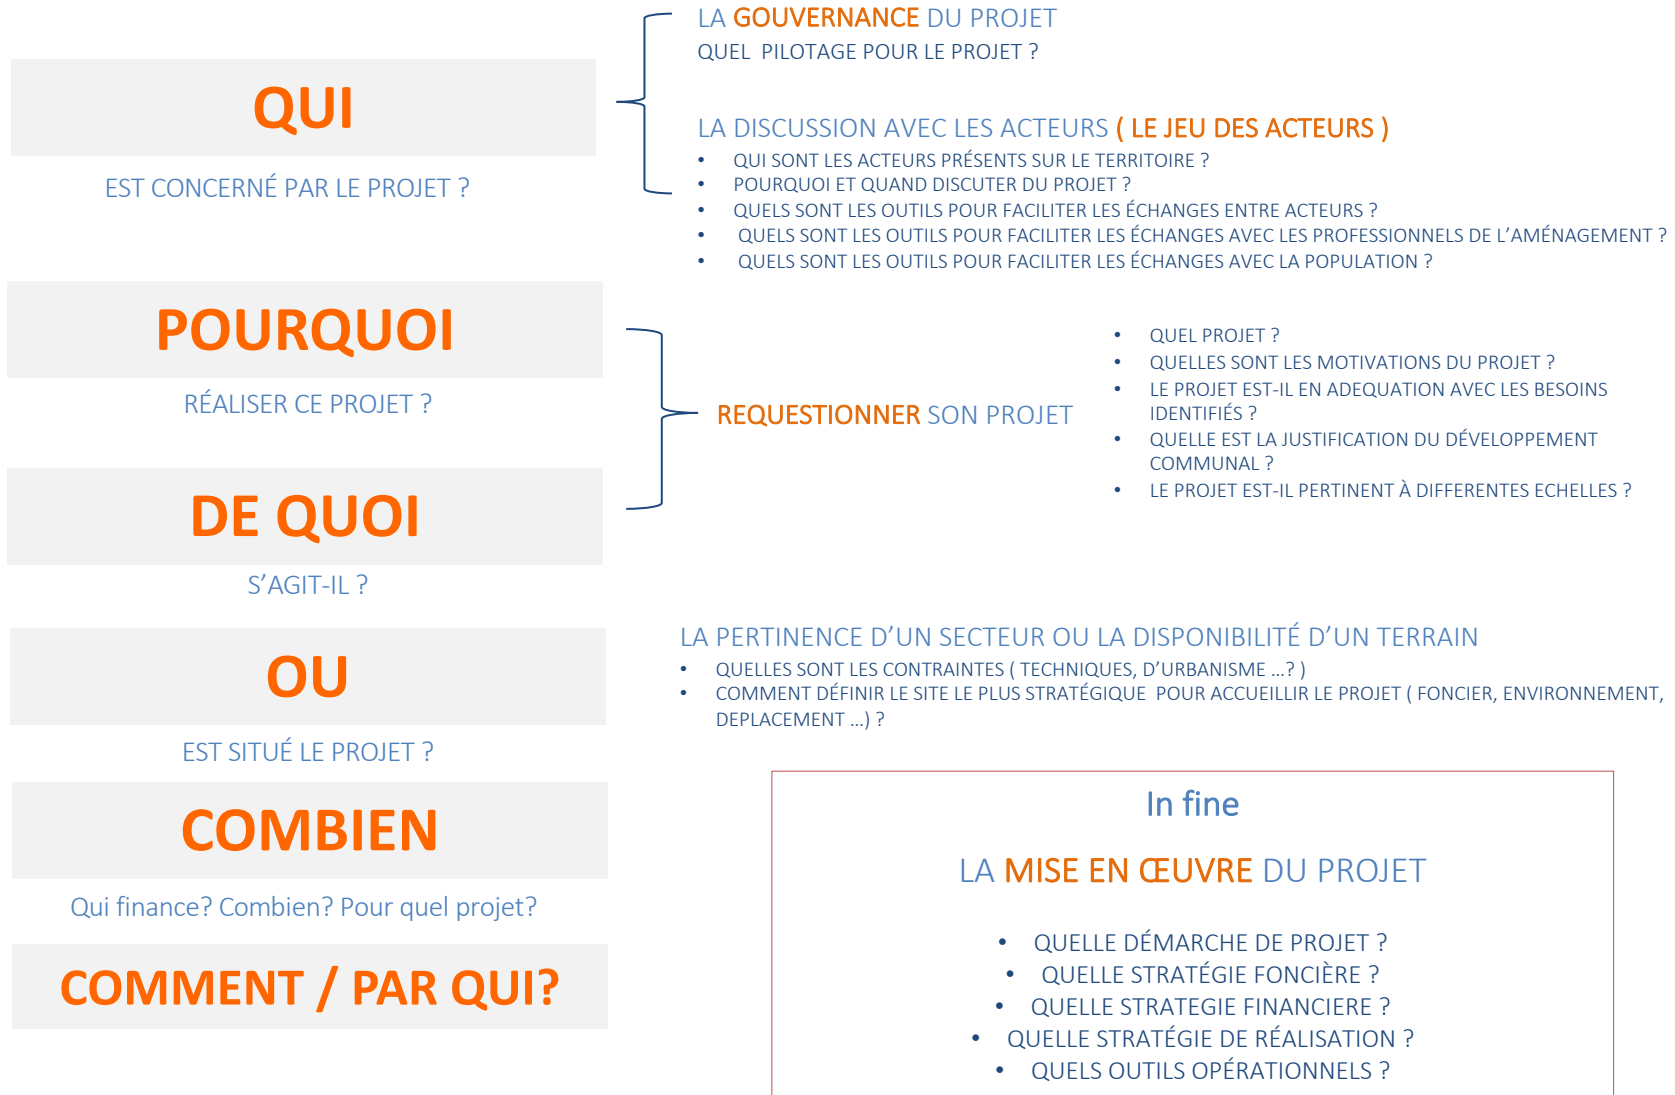 QUI
EST CONCERNÉ PAR LE PROJET ?
LA GOUVERNANCE DU PROJET
QUEL PILOTAGE POUR LE PROJET ?
LA DISCUSSION AVEC LES ACTEURS ( LE JEU DES ACTEURS )
• QUI SONT LES ACTEURS PRÉSENTS SUR LE TERRITOIRE ?
• POURQUOI ET QUAND DISCUTER DU PROJET ?
• QUELS SONT LES OUTILS POUR FACILITER LES ÉCHANGES ENTRE ACTEURS ?
• QUELS SONT LES OUTILS POUR FACILITER LES ÉCHANGES AVEC LES PROFESSIONNELS DE L’AMÉNAGEMENT ?
• QUELS SONT LES OUTILS POUR FACILITER LES ÉCHANGES AVEC LA POPULATION ?
POURQUOI
RÉALISER CE PROJET ?
DE QUOI
S’AGIT-IL ?
REQUESTIONNER SON PROJET
• QUEL PROJET ?
• QUELLES SONT LES MOTIVATIONS DU PROJET ?
• LE PROJET EST-IL EN ADEQUATION AVEC LES BESOINS
IDENTIFIÉS ?
• QUELLE EST LA JUSTIFICATION DU DÉVELOPPEMENT
COMMUNAL ?
• LE PROJET EST-IL PERTINENT À DIFFERENTES ECHELLES ?
OU
EST SITUÉ LE PROJET ?
LA PERTINENCE D’UN SECTEUR OU LA DISPONIBILITÉ D’UN TERRAIN
• QUELLES SONT LES CONTRAINTES ( TECHNIQUES, D’URBANISME …? )
• COMMENT DÉFINIR LE SITE LE PLUS STRATÉGIQUE POUR ACCUEILLIR LE PROJET ( FONCIER, ENVIRONNEMENT,
DEPLACEMENT …) ?
COMBIEN
Qui finance? Combien? Pour quel projet?
COMMENT / PAR QUI?
In fine
LA MISE EN ŒUVRE DU PROJET
• QUELLE DÉMARCHE DE PROJET ?
• QUELLE STRATÉGIE FONCIÈRE ?
• QUELLE STRATEGIE FINANCIERE ?
• QUELLE STRATÉGIE DE RÉALISATION ?
• QUELS OUTILS OPÉRATIONNELS ?